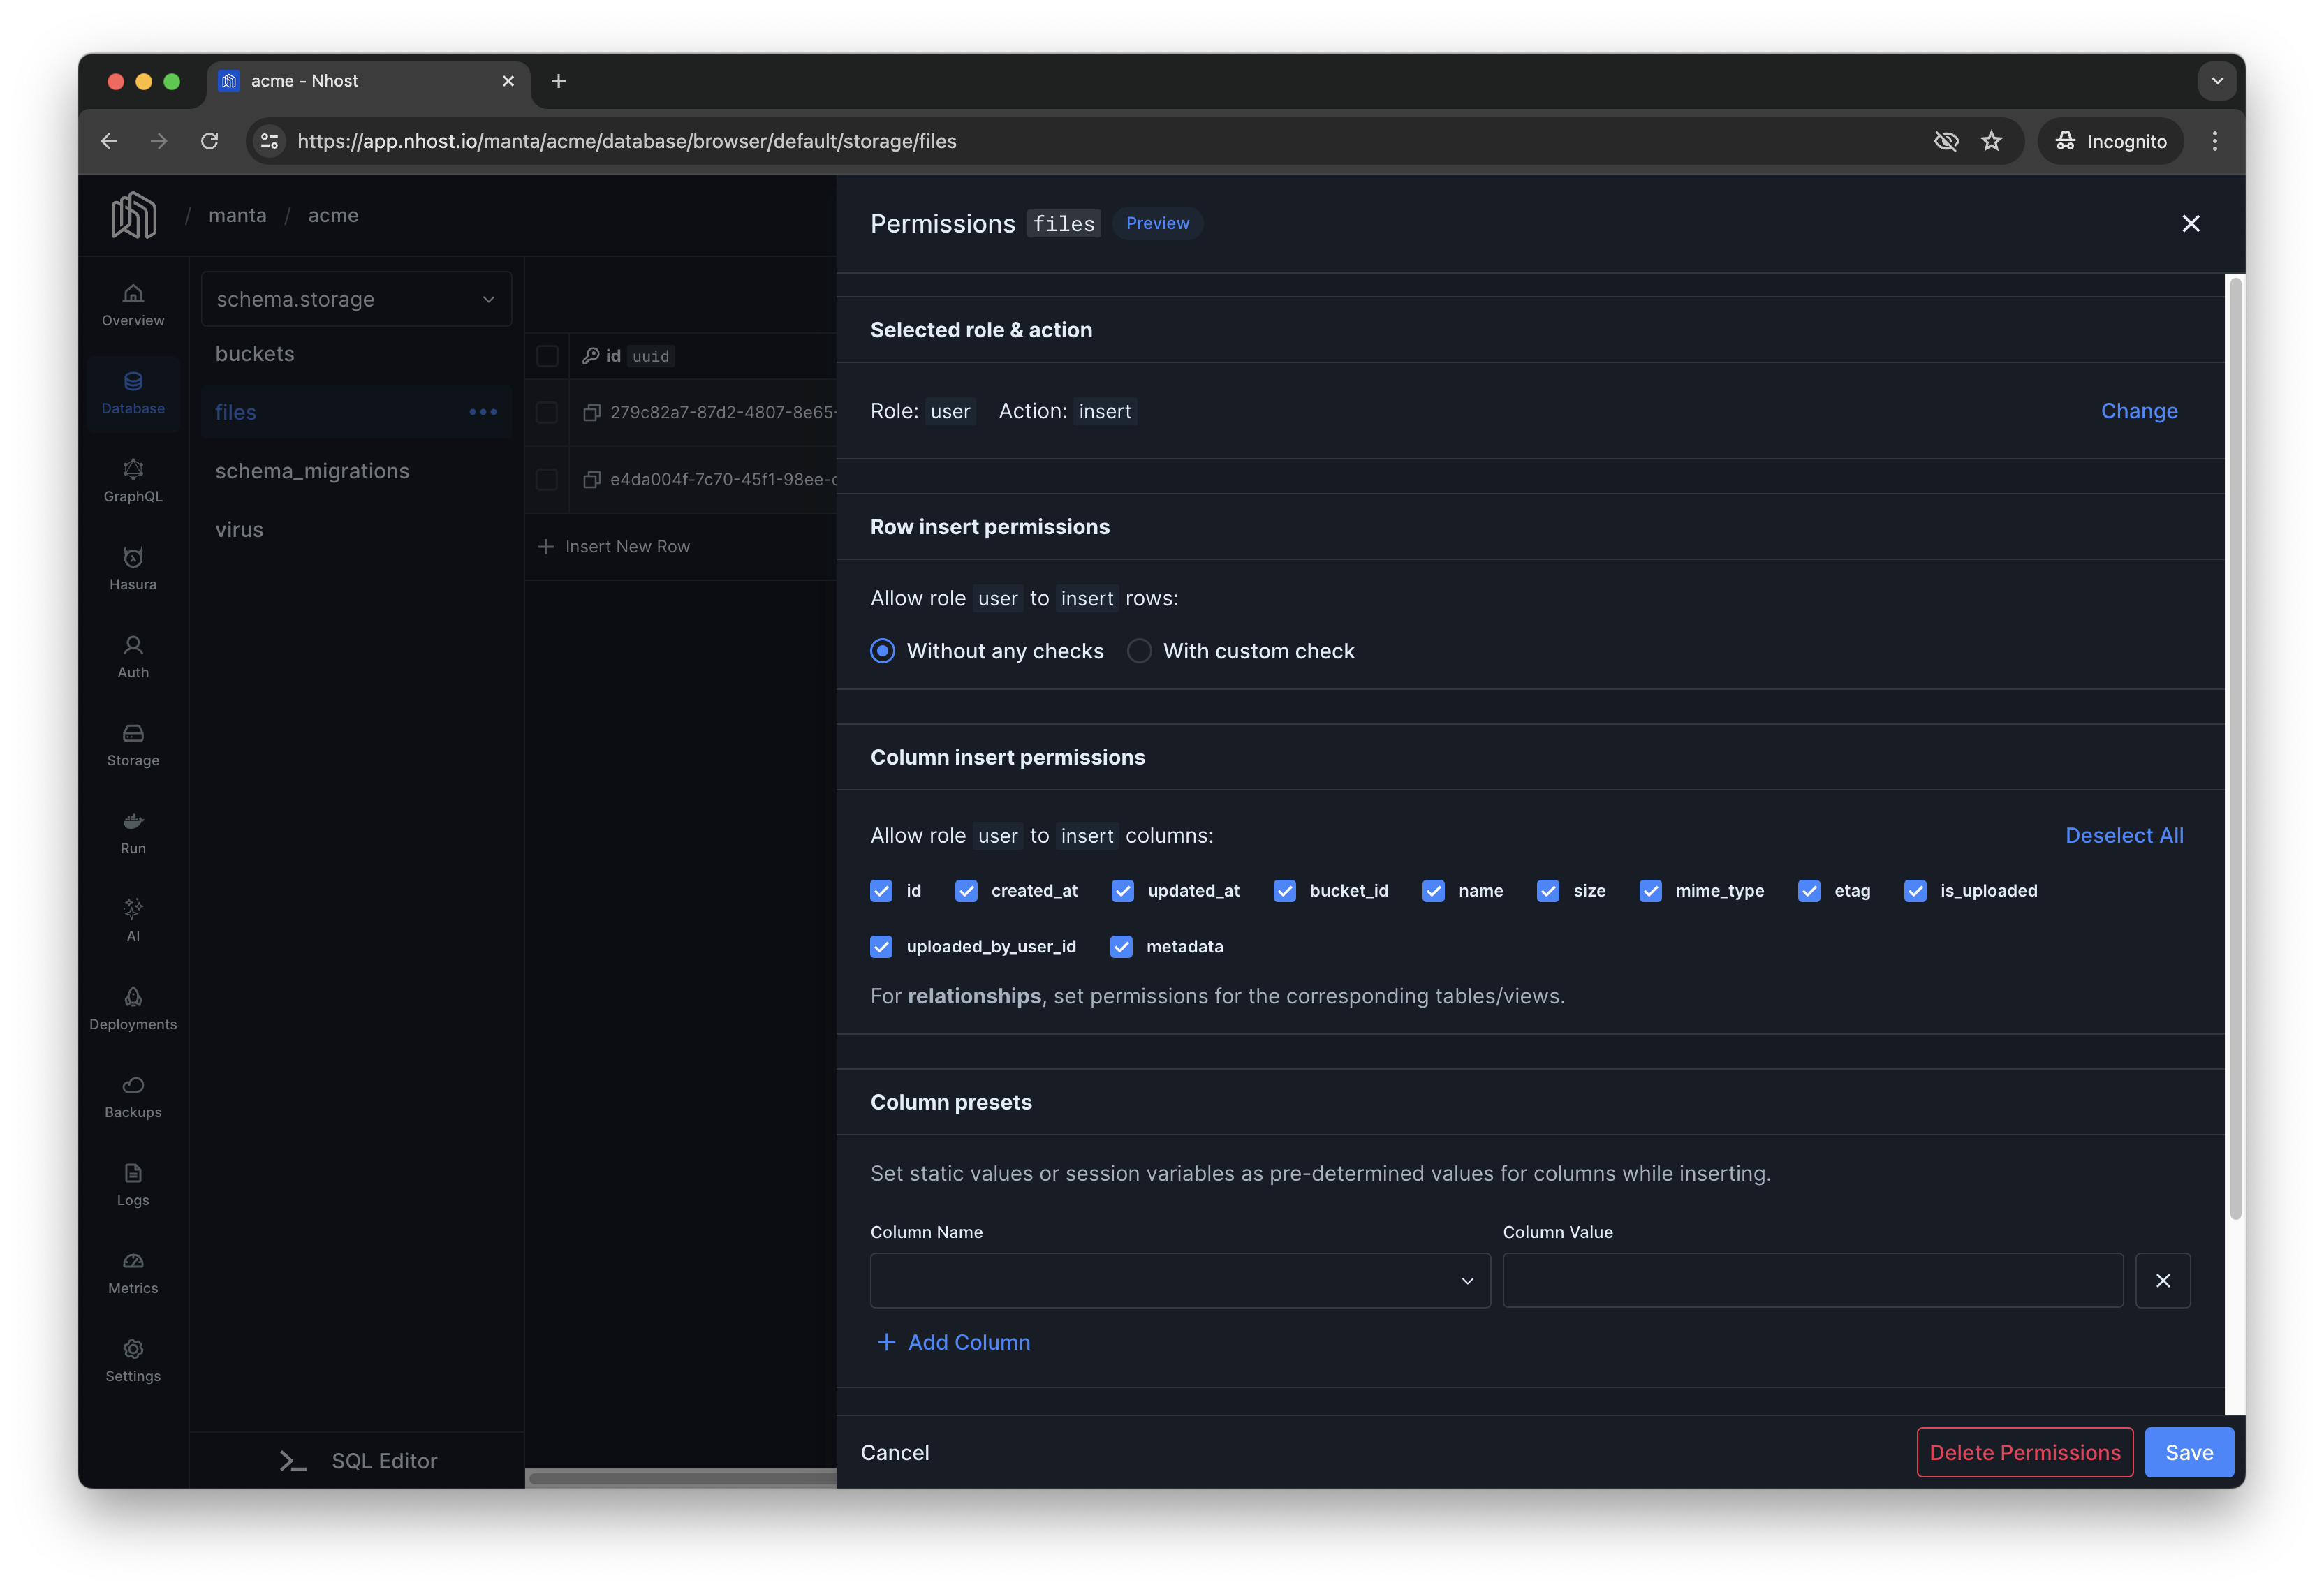 acme - Nhost
https://app.nhost.io/manta/acme/database/browser/default/storage/files
Incognito
/ manta / acme
Overview
Database
GraphQL
Hasura
Auth
Storage
Run
AI
Deployments
Backups
Logs
Metrics
Settings
schema.storage
buckets
files
schema_migrations
virus
SQL Editor
id uuid
279c82a7-87d2-4807-8e65-
e4da004f-7c70-45f1-98ee-
Insert New Row
Permissions files Preview
Selected role & action
Role: user Action: insert Change
Row insert permissions
Allow role user to insert rows:
Without any checks With custom check
Column insert permissions
Allow role user to insert columns: Deselect All
id created_at updated_at bucket_id name size mime_type etag is_uploaded
uploaded_by_user_id metadata
For relationships, set permissions for the corresponding tables/views.
Column presets
Set static values or session variables as pre-determined values for columns while inserting.
Column Name Column Value
Add Column
Cancel Delete Permissions Save